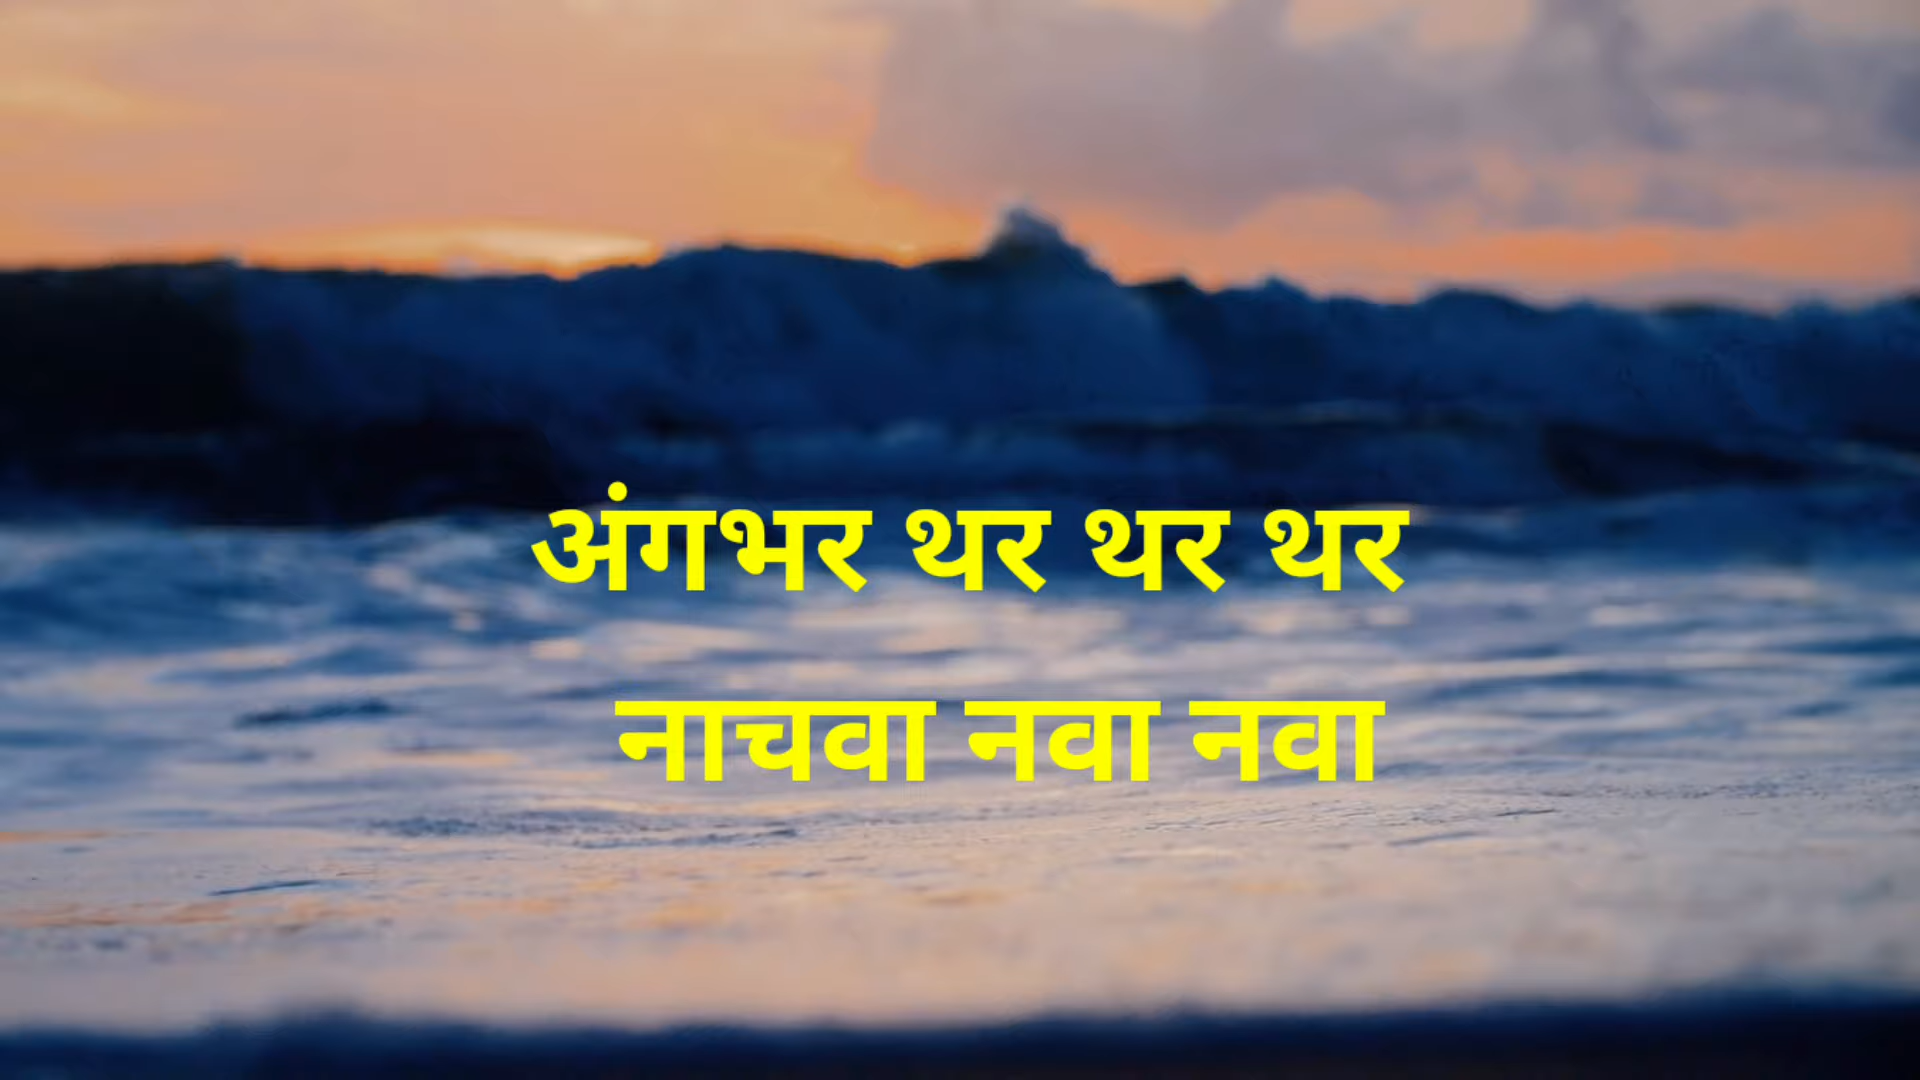 अंगभर थर थर थर
नाचवा नवा नवा